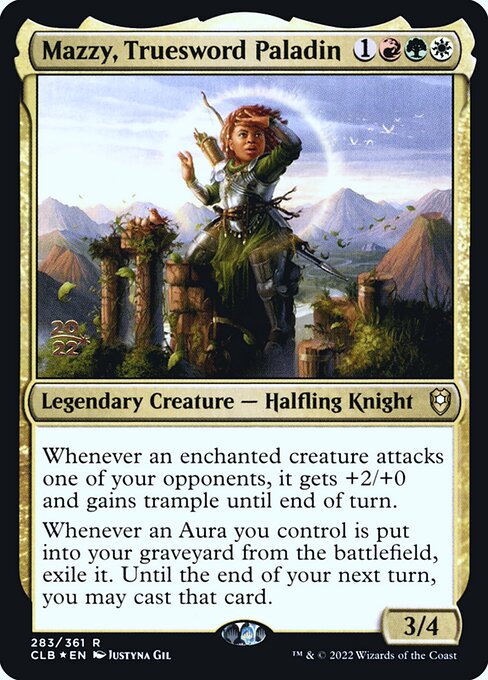 Mazzy, Truesword Paladin 1
20
22
Legendary Creature — Halfling Knight
Whenever an enchanted creature attacks
one of your opponents, it gets +2/+0
and gains trample until end of turn.
Whenever an Aura you control is put
into your graveyard from the battlefield,
exile it. Until the end of your next turn,
you may cast that card.
3/4
283/361 R
CLB ★ EN Justyna Gil
™ & © 2022 Wizards of the Coast